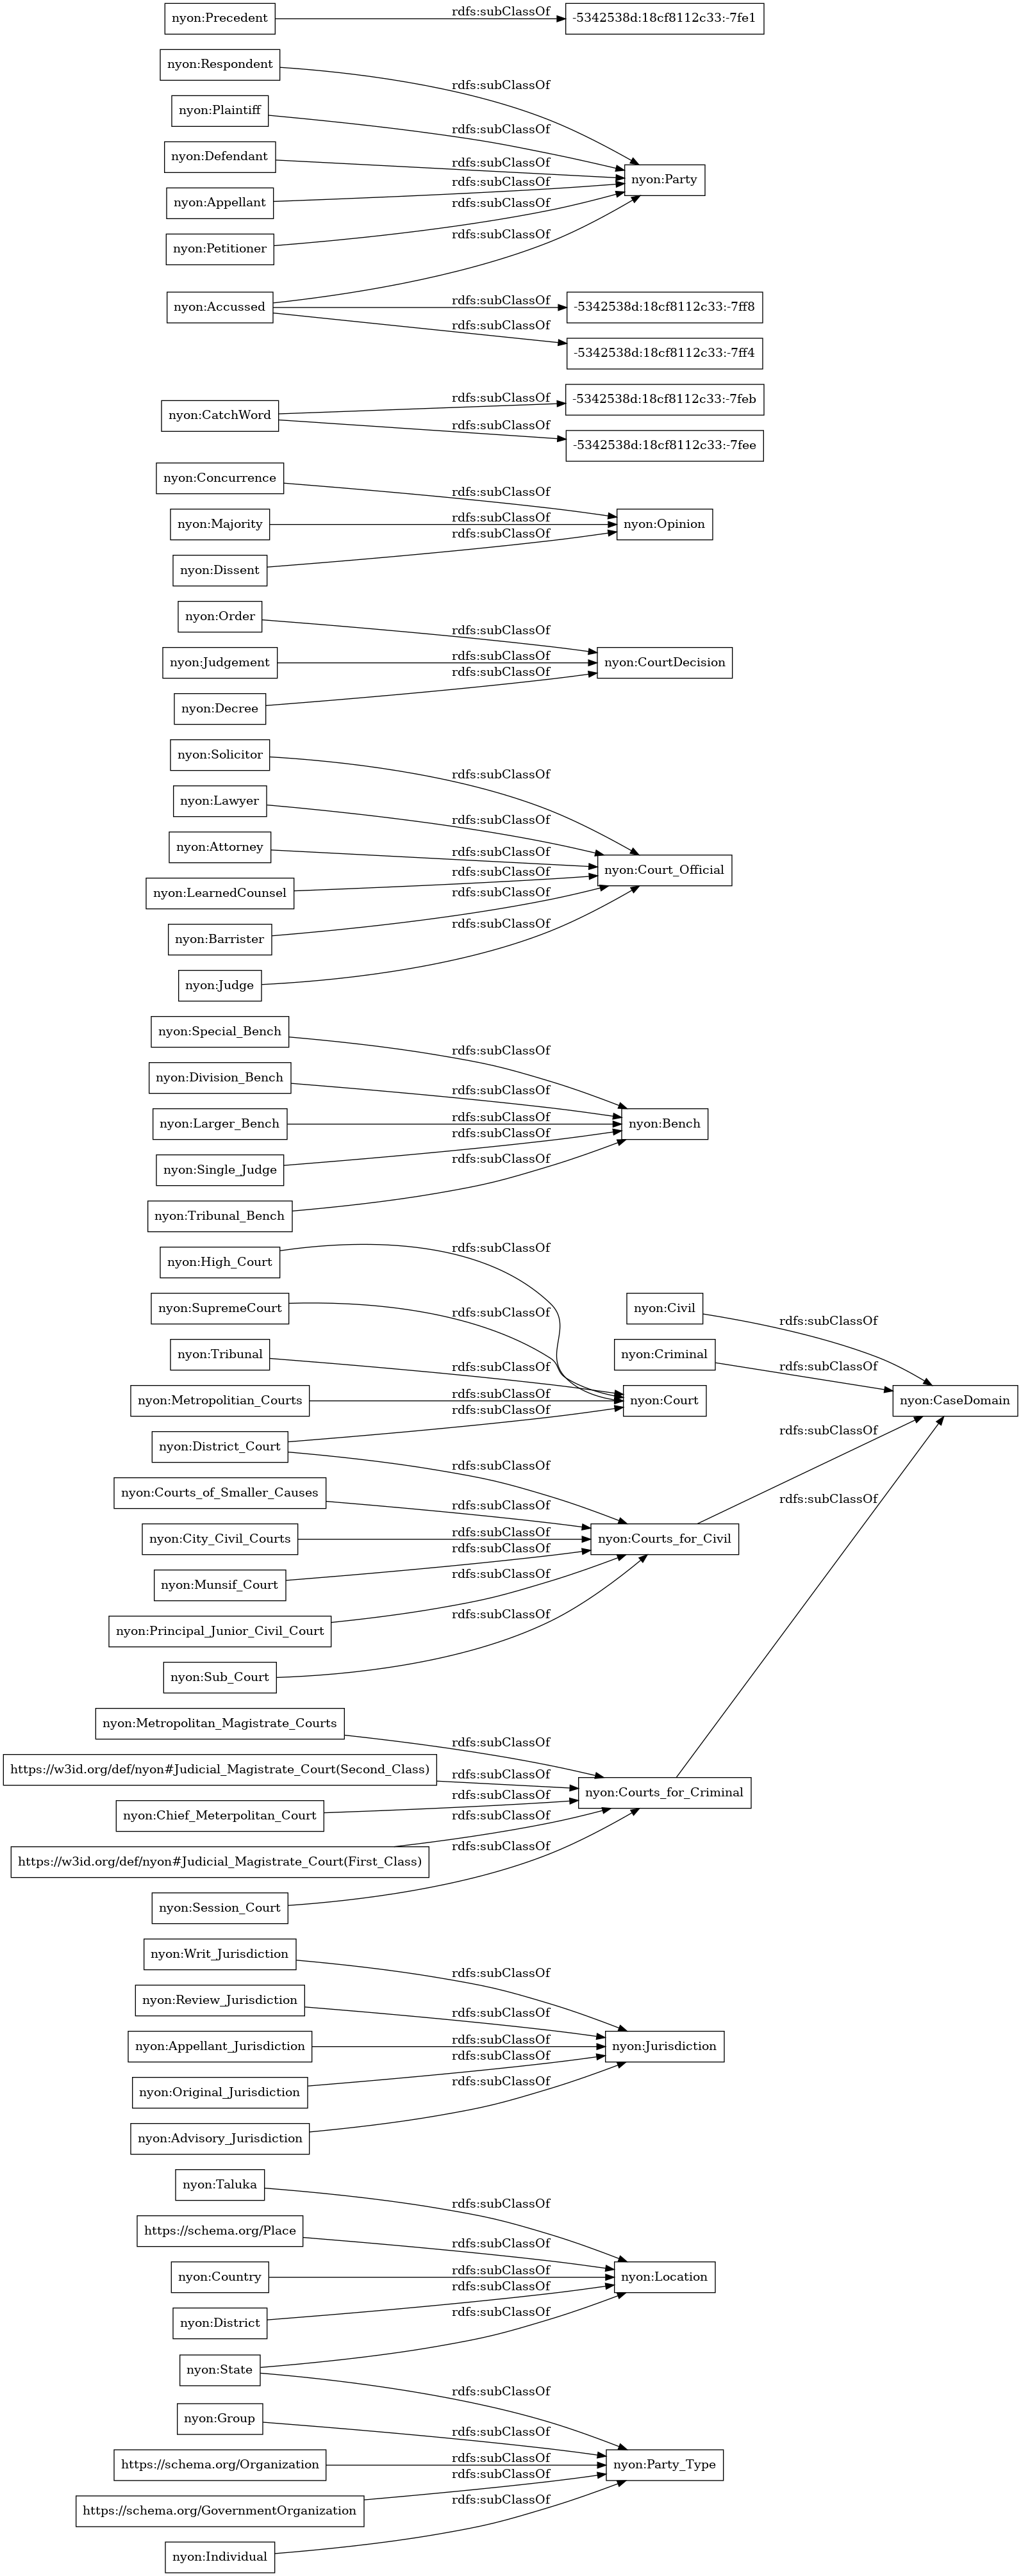 nyon:Precedent
rdfs:subClassOf
-5342538d:18cf8112c33:-7fe1
nyon:Respondent
rdfs:subClassOf
nyon:Plaintiff
rdfs:subClassOf
nyon:Defendant
rdfs:subClassOf
nyon:Party
nyon:Appellant
rdfs:subClassOf
nyon:Petitioner
rdfs:subClassOf
rdfs:subClassOf
nyon:Accussed
rdfs:subClassOf
-5342538d:18cf8112c33:-7ff8
rdfs:subClassOf
-5342538d:18cf8112c33:-7ff4
nyon:CatchWord
rdfs:subClassOf
-5342538d:18cf8112c33:-7feb
rdfs:subClassOf
-5342538d:18cf8112c33:-7fee
nyon:Concurrence
rdfs:subClassOf
nyon:Majority
rdfs:subClassOf
nyon:Opinion
nyon:Dissent
rdfs:subClassOf
nyon:Order
rdfs:subClassOf
nyon:Judgement
rdfs:subClassOf
nyon:CourtDecision
nyon:Decree
rdfs:subClassOf
nyon:Solicitor
rdfs:subClassOf
nyon:Lawyer
rdfs:subClassOf
nyon:Attorney
rdfs:subClassOf
nyon:Court_Official
nyon:LearnedCounsel
rdfs:subClassOf
nyon:Barrister
rdfs:subClassOf
nyon:Judge
rdfs:subClassOf
nyon:Special_Bench
rdfs:subClassOf
nyon:Division_Bench
rdfs:subClassOf
nyon:Larger_Bench
rdfs:subClassOf
nyon:Bench
nyon:Single_Judge
rdfs:subClassOf
nyon:Tribunal_Bench
rdfs:subClassOf
nyon:High_Court
rdfs:subClassOf
nyon:SupremeCourt
rdfs:subClassOf
nyon:Civil
rdfs:subClassOf
nyon:Tribunal
rdfs:subClassOf
nyon:Criminal
rdfs:subClassOf
nyon:Metropolitian_Courts
rdfs:subClassOf
nyon:Court
nyon:CaseDomain
nyon:District_Court
rdfs:subClassOf
rdfs:subClassOf
rdfs:subClassOf
nyon:Courts_of_Smaller_Causes
rdfs:subClassOf
rdfs:subClassOf
nyon:City_Civil_Courts
rdfs:subClassOf
nyon:Courts_for_Civil
nyon:Munsif_Court
rdfs:subClassOf
nyon:Principal_Junior_Civil_Court
rdfs:subClassOf
nyon:Sub_Court
rdfs:subClassOf
nyon:Metropolitan_Magistrate_Courts
rdfs:subClassOf
https://w3id.org/def/nyon#Judicial_Magistrate_Court(Second_Class)
rdfs:subClassOf
nyon:Courts_for_Criminal
nyon:Chief_Meterpolitan_Court
rdfs:subClassOf
https://w3id.org/def/nyon#Judicial_Magistrate_Court(First_Class)
rdfs:subClassOf
nyon:Session_Court
rdfs:subClassOf
nyon:Writ_Jurisdiction
rdfs:subClassOf
nyon:Review_Jurisdiction
rdfs:subClassOf
nyon:Appellant_Jurisdiction
rdfs:subClassOf
nyon:Jurisdiction
nyon:Original_Jurisdiction
rdfs:subClassOf
nyon:Advisory_Jurisdiction
rdfs:subClassOf
nyon:Taluka
rdfs:subClassOf
https://schema.org/Place
rdfs:subClassOf
nyon:Country
rdfs:subClassOf
nyon:Location
nyon:District
rdfs:subClassOf
nyon:State
rdfs:subClassOf
rdfs:subClassOf
nyon:Group
rdfs:subClassOf
https://schema.org/Organization
rdfs:subClassOf
nyon:Party_Type
https://schema.org/GovernmentOrganization
rdfs:subClassOf
nyon:Individual
rdfs:subClassOf